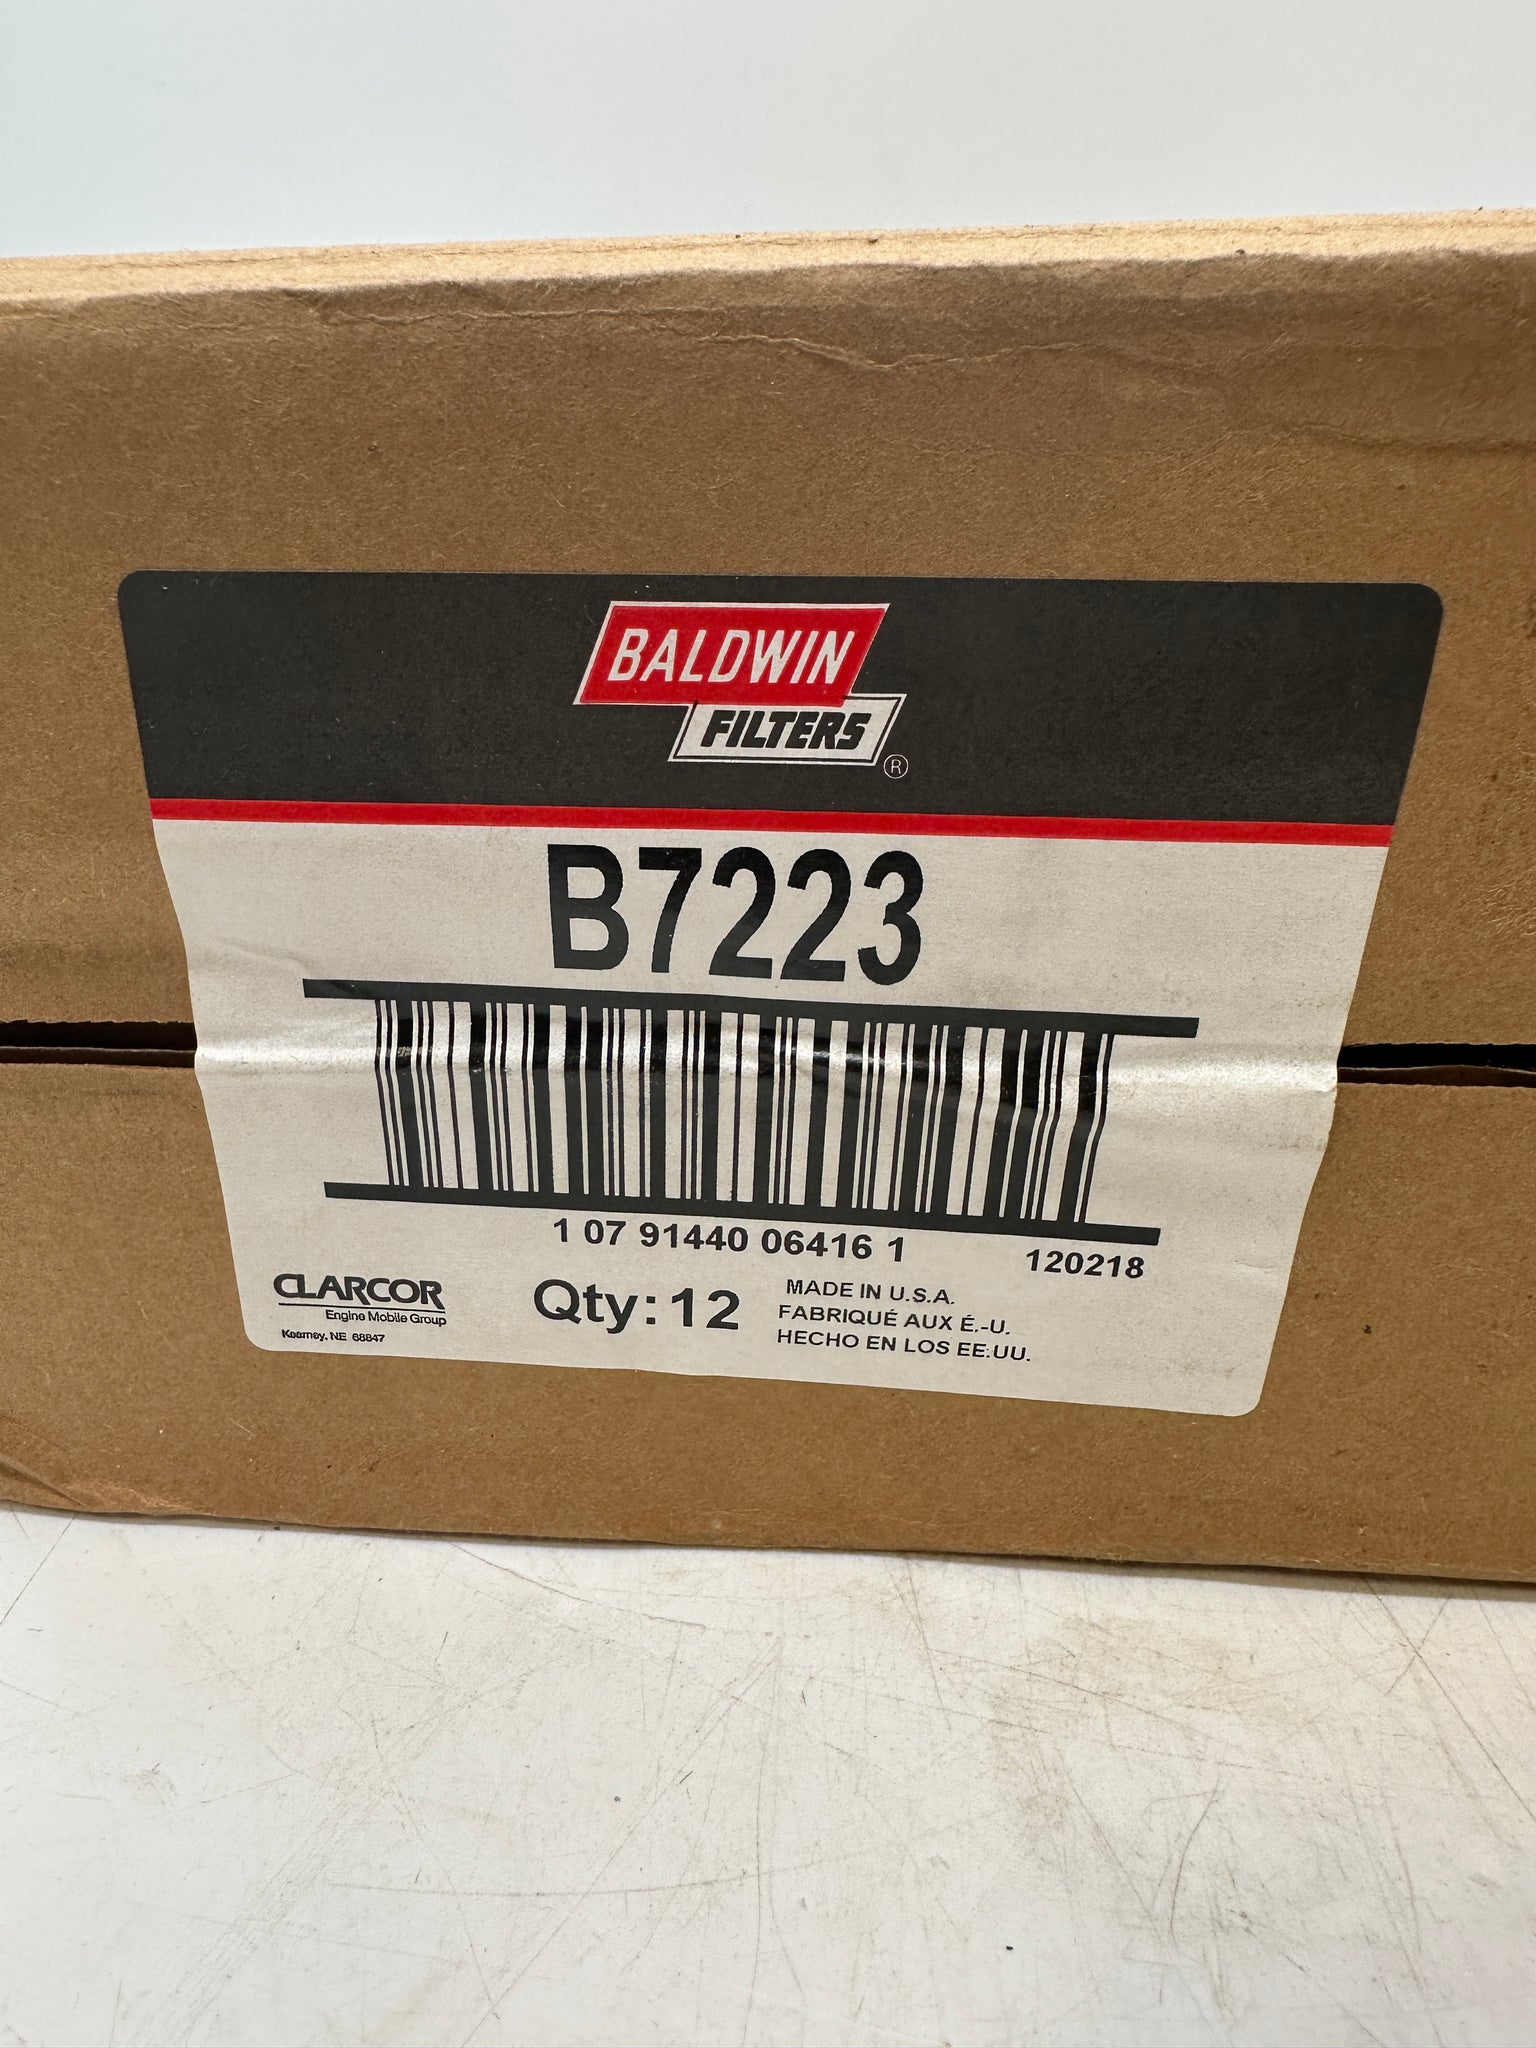 BALDWIN
FILTERS
®
B7223
1 07 91440 06416 1
120218
CLARCOR
Engine Mobile Group
Kearney, NE 68847
Qty: 12
MADE IN U.S.A.
FABRIQUÉ AUX É.-U.
HECHO EN LOS EE.UU.